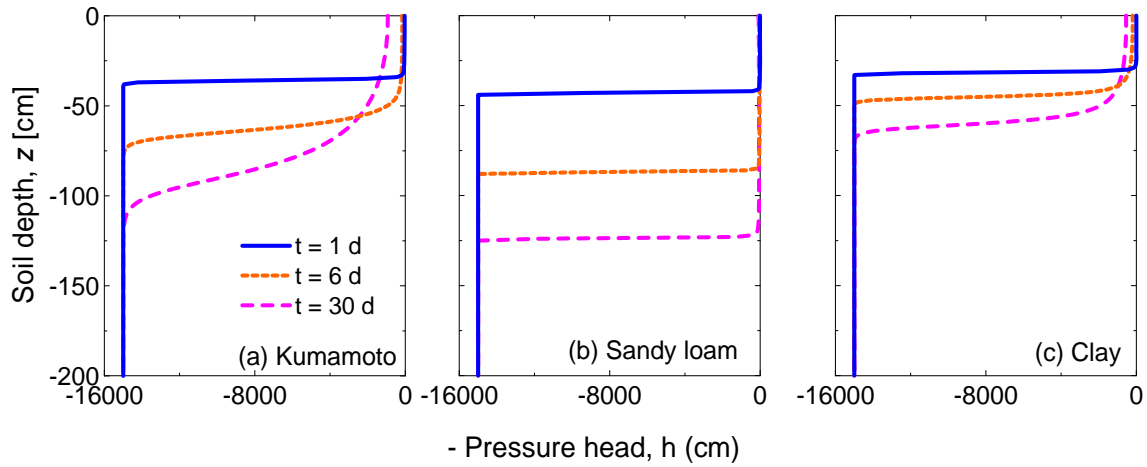 0
-50
-100
-150
-200
Soil depth, z [cm]
t = 1 d
t = 6 d
t = 30 d
(a) Kumamoto
(b) Sandy loam
(c) Clay
-16000 -8000 0
-16000 -8000 0
-16000 -8000 0
- Pressure head, h (cm)